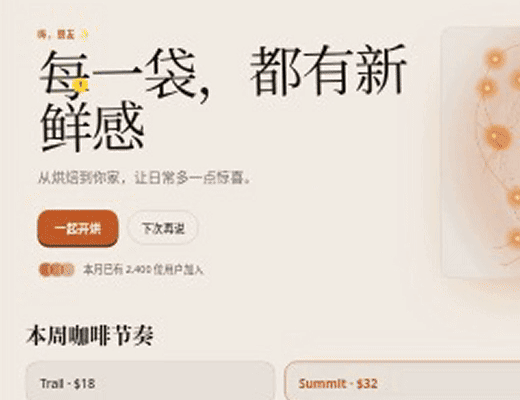 嗨，朋友
每一袋，都有新
鲜感
从烘焙到你家，让日常多一点惊喜。
一起开烘
下次再说
本月已有 2,400 位用户加入
本周咖啡节奏
Trail · $18
Summit · $32